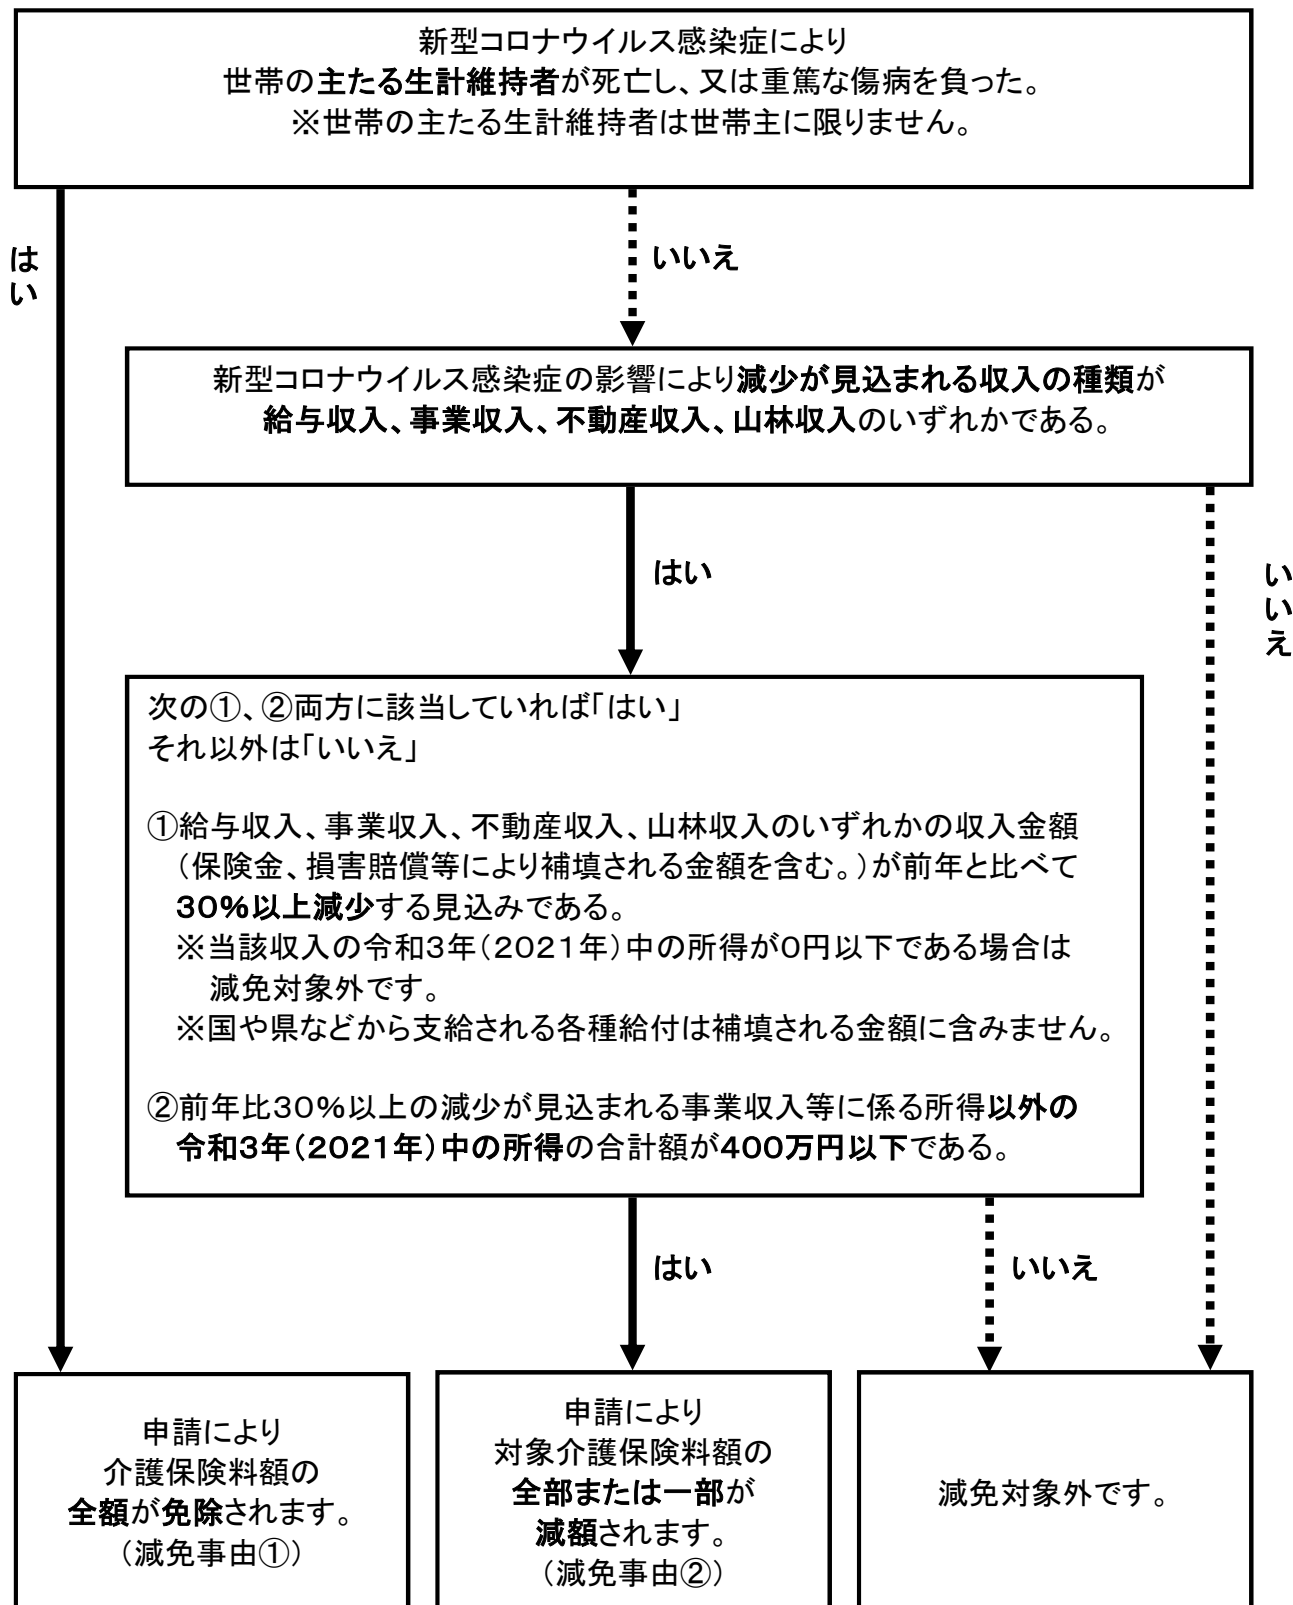 新型コロナウイルス感染症により
世帯の主たる生計維持者が死亡し、又は重篤な傷病を負った。
※世帯の主たる生計維持者は世帯主に限りません。
はい
いいえ
新型コロナウイルス感染症の影響により減少が見込まれる収入の種類が
給与収入、事業収入、不動産収入、山林収入のいずれかである。
はい
いいえ
次の①、②両方に該当していれば「はい」
それ以外は「いいえ」
①給与収入、事業収入、不動産収入、山林収入のいずれかの収入金額
（保険金、損害賠償等により補填される金額を含む。）が前年と比べて
30％以上減少する見込みである。
※当該収入の令和3年（2021年）中の所得が0円以下である場合は
減免対象外です。
※国や県などから支給される各種給付は補填される金額に含みません。
②前年比30％以上の減少が見込まれる事業収入等に係る所得以外の
令和3年（2021年）中の所得の合計額が400万円以下である。
はい
いいえ
申請により
介護保険料額の
全額が免除されます。
（減免事由①）
申請により
対象介護保険料額の
全部または一部が
減額されます。
（減免事由②）
減免対象外です。